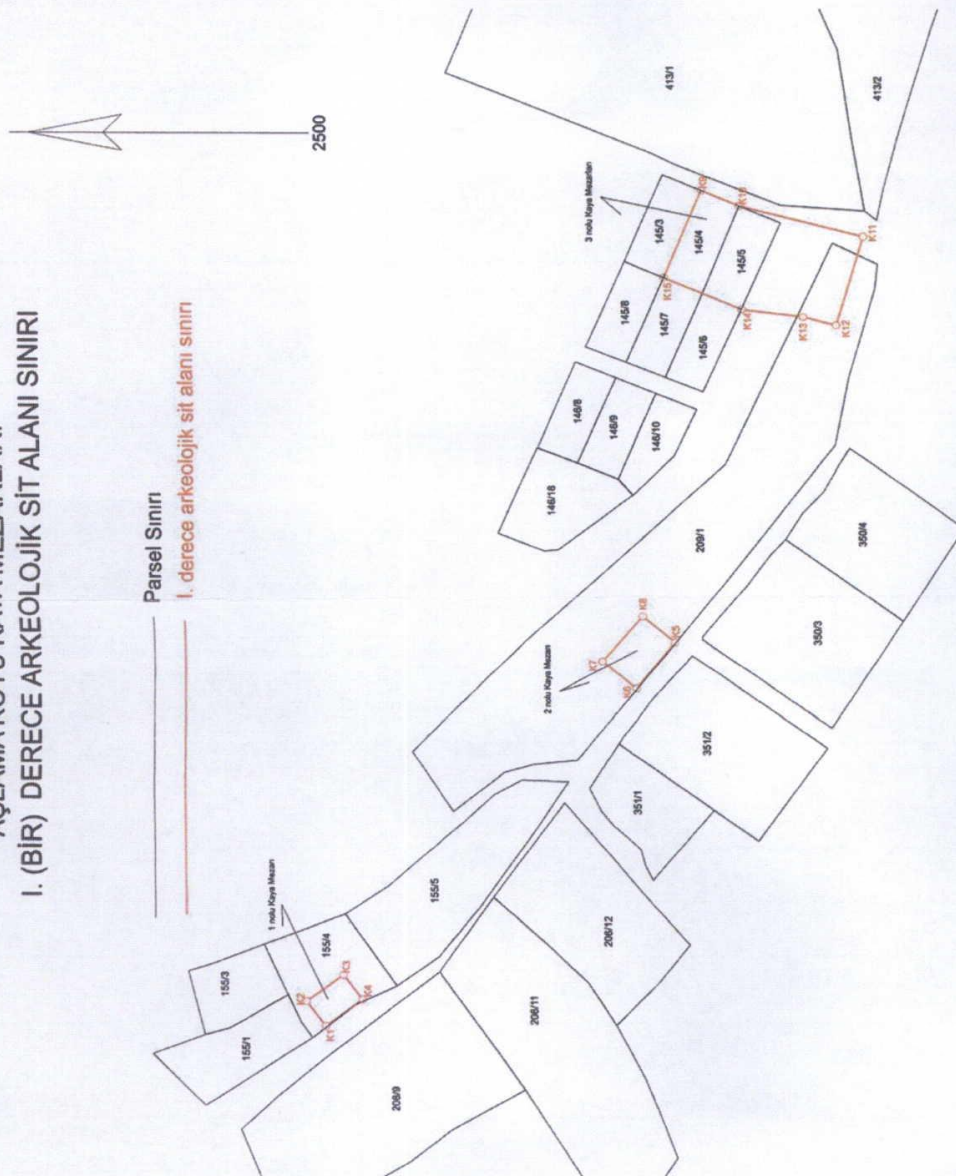 I. (BİR) DERECE ARKEOLOJİK SİT ALANI SINIRI
Parsel Sınırı
I. derece arkeolojik sit alanı sınırı
2500
1 nolu Kaya Mezarı
2 nolu Kaya Mezarı
3 nolu Kaya Mezarları
155/1
155/3
155/4
155/5
K1
K2
K3
K4
208/9
208/11
208/12
209/1
K5
K6
K7
K8
351/1
351/2
350/3
350/4
146/18
146/8
146/9
146/10
145/8
145/7
145/6
145/3
145/4
145/5
K9
K10
K11
K12
K13
K14
K15
413/1
413/2